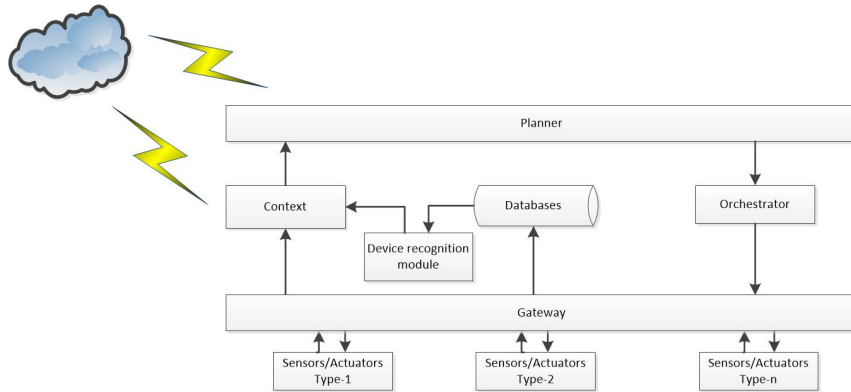 Planner
Context
Databases
Orchestrator
Device recognition
module
Gateway
Sensors/Actuators
Type-1
Sensors/Actuators
Type-2
Sensors/Actuators
Type-n